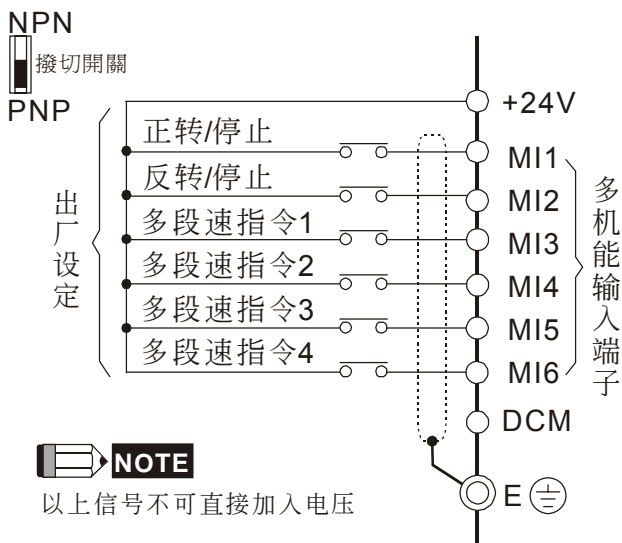 NPN
撥切開關
PNP
+24V
正转/停止
MI1
反转/停止
MI2
多段速指令1
MI3
多段速指令2
MI4
多段速指令3
MI5
多段速指令4
MI6
出厂设定
多机能输入端子
DCM
NOTE
以上信号不可直接加入电压
E